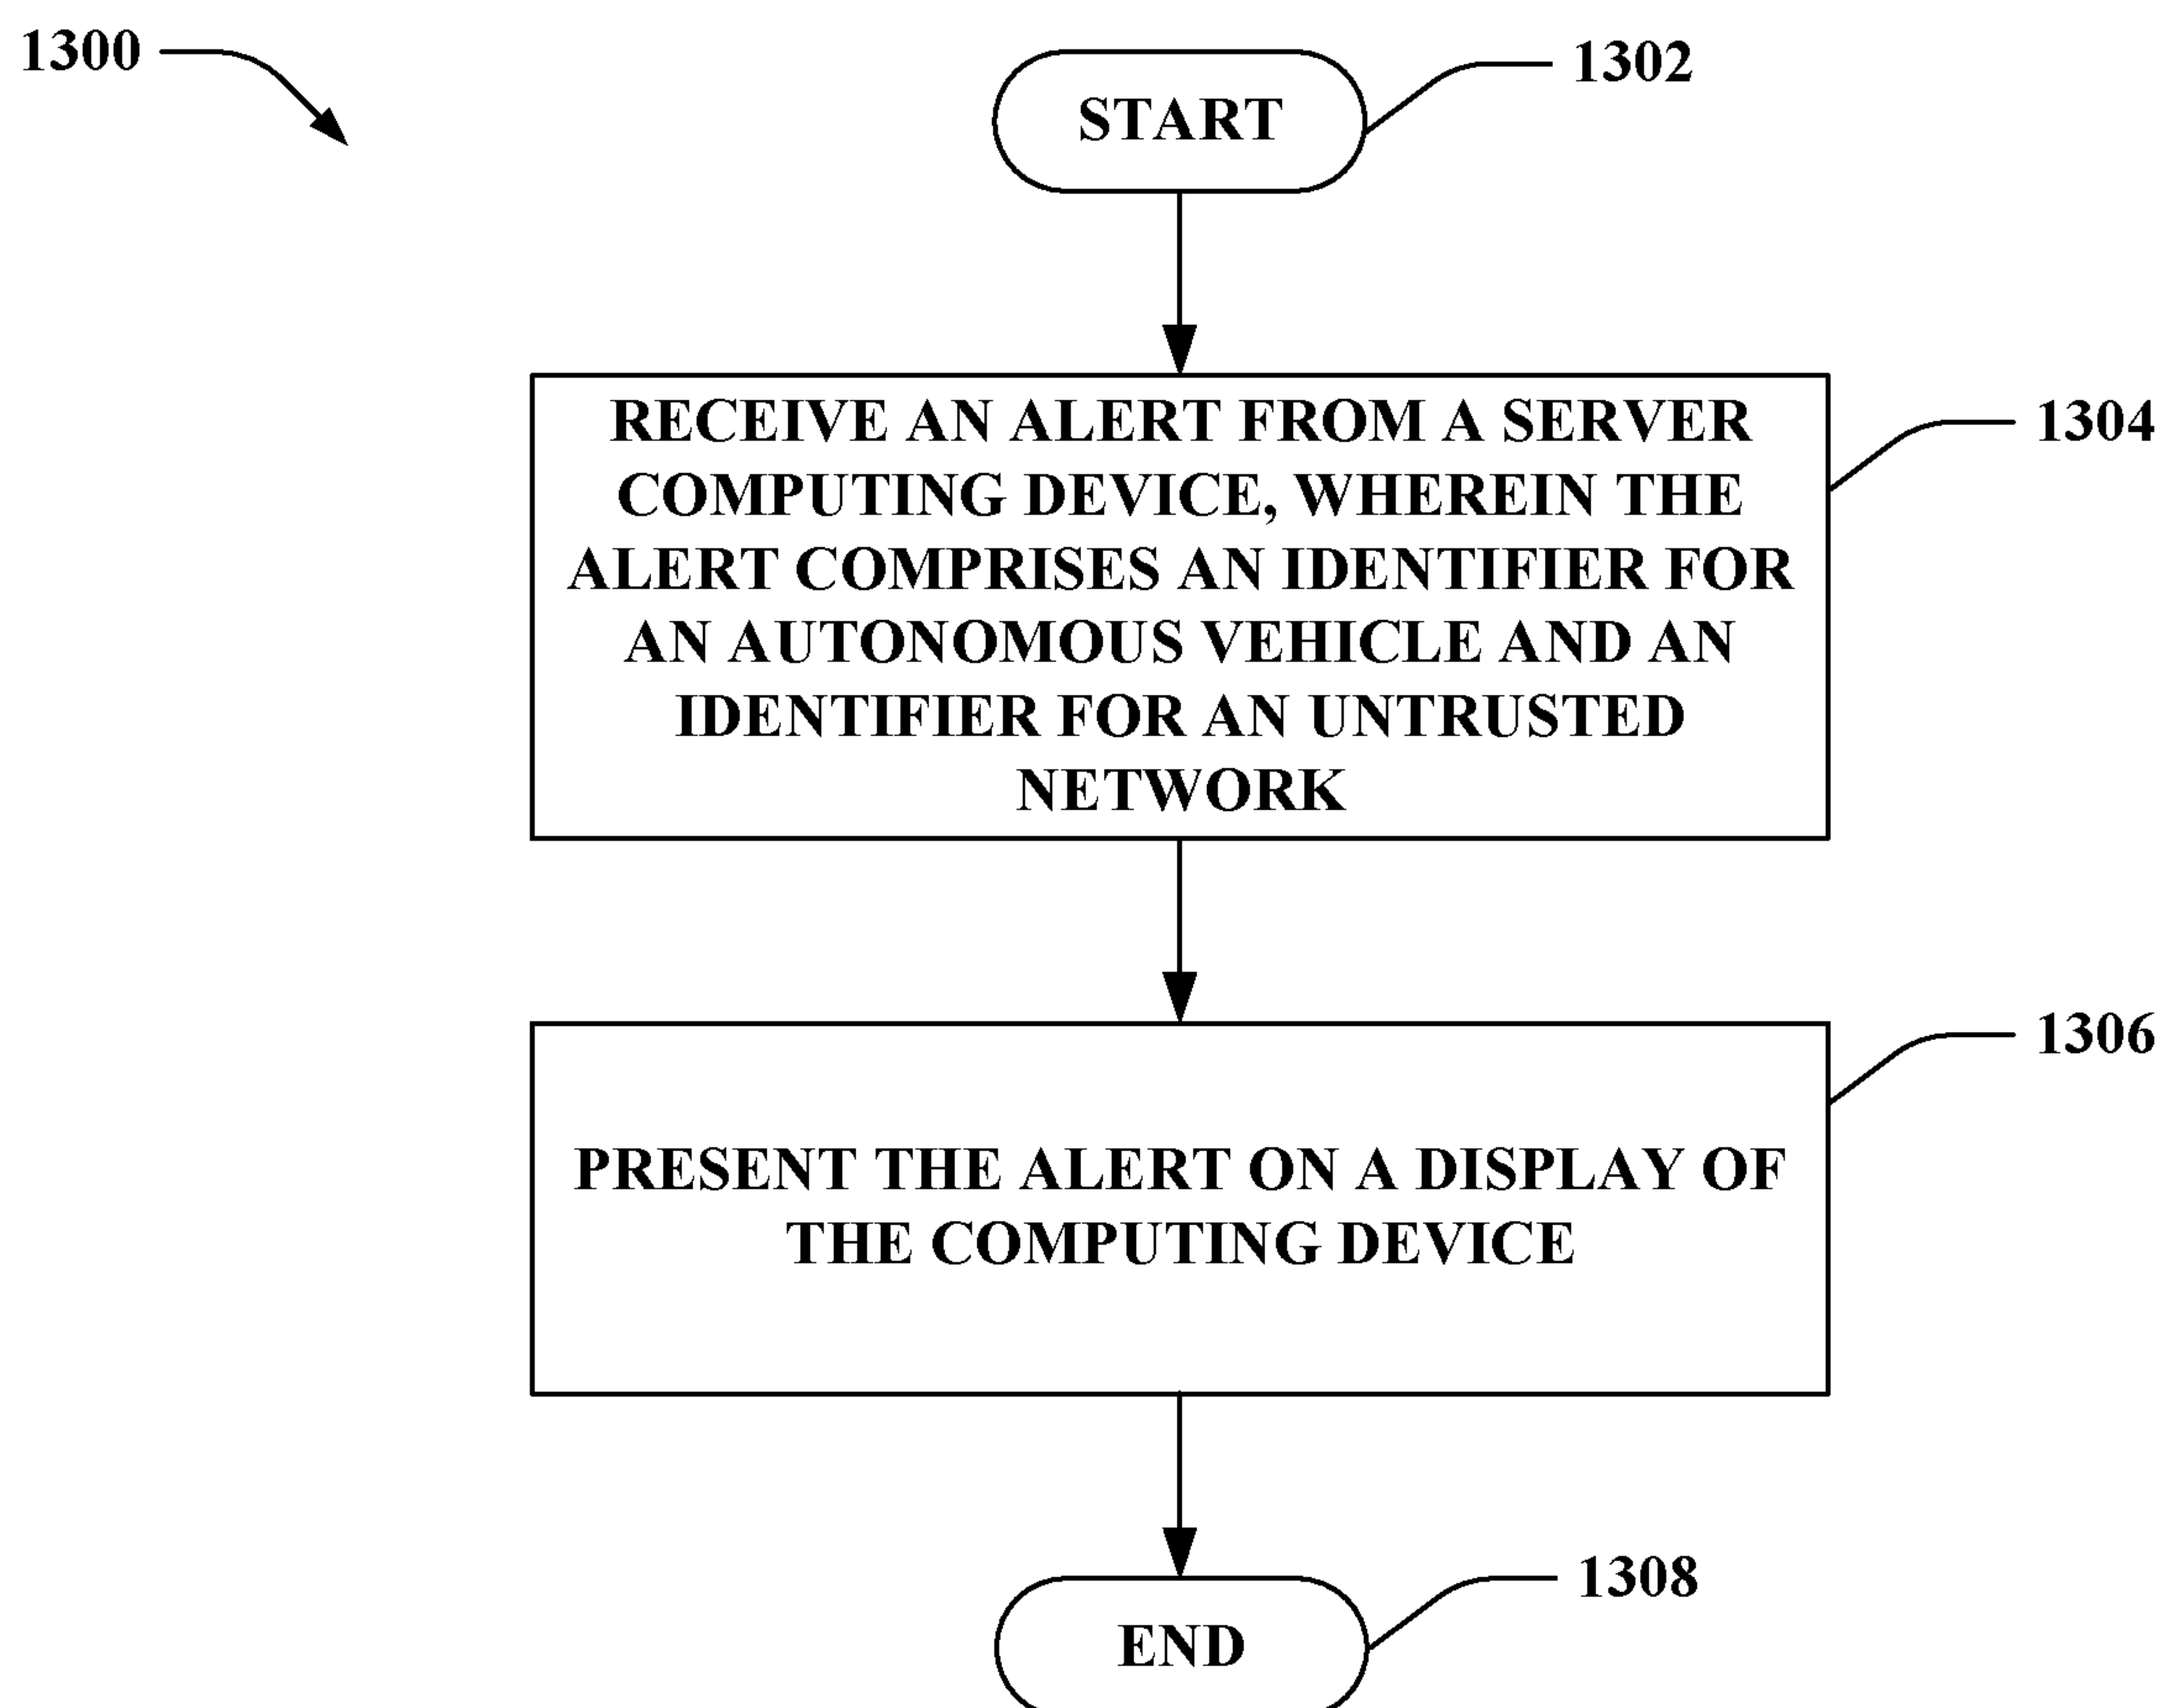 1300
START
1302
RECEIVE AN ALERT FROM A SERVER
COMPUTING DEVICE, WHEREIN THE
ALERT COMPRISES AN IDENTIFIER FOR
AN AUTONOMOUS VEHICLE AND AN
IDENTIFIER FOR AN UNTRUSTED
NETWORK
1304
PRESENT THE ALERT ON A DISPLAY OF
THE COMPUTING DEVICE
1306
END
1308